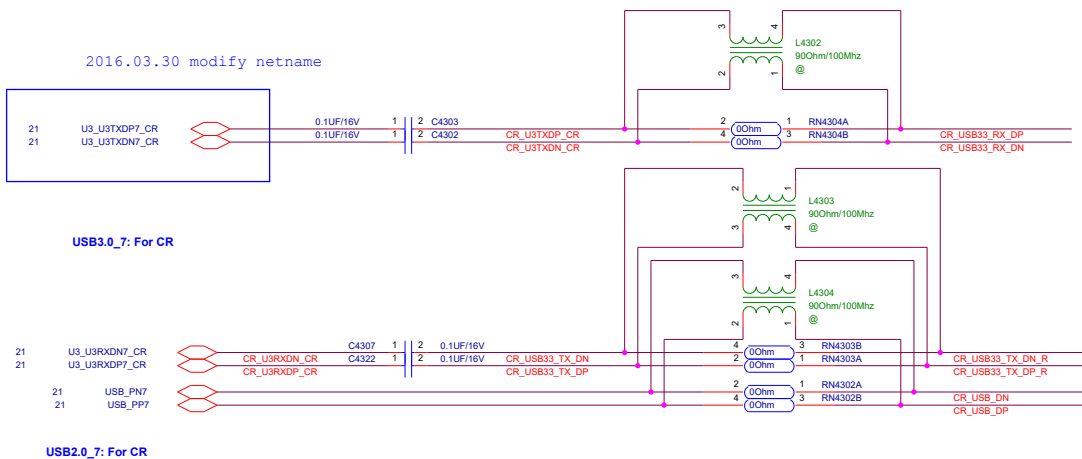 2016.03.30 modify netname
3
4
L4302
90Ohm/100Mhz
@
2
1
21 U3_U3TXDP7_CR 0.1UF/16V 1 2 C4303 CR_U3TXDP_CR 2 0Ohm 1 RN4304A CR_USB33_RX_DP
21 U3_U3TXDN7_CR 0.1UF/16V 1 2 C4302 CR_U3TXDN_CR 4 0Ohm 3 RN4304B CR_USB33_RX_DN
2
1
L4303
90Ohm/100Mhz
@
3
4
USB3.0_7: For CR
3
4
L4304
90Ohm/100Mhz
@
2
1
21 U3_U3RXDN7_CR CR_U3RXDN_CR C4307 1 2 0.1UF/16V CR_USB33_TX_DN 4 0Ohm 3 RN4303B CR_USB33_TX_DN_R
21 U3_U3RXDP7_CR CR_U3RXDP_CR C4322 1 2 0.1UF/16V CR_USB33_TX_DP 2 0Ohm 1 RN4303A CR_USB33_TX_DP_R
21 USB_PN7 2 0Ohm 1 RN4302A CR_USB_DN
21 USB_PP7 4 0Ohm 3 RN4302B CR_USB_DP
USB2.0_7: For CR